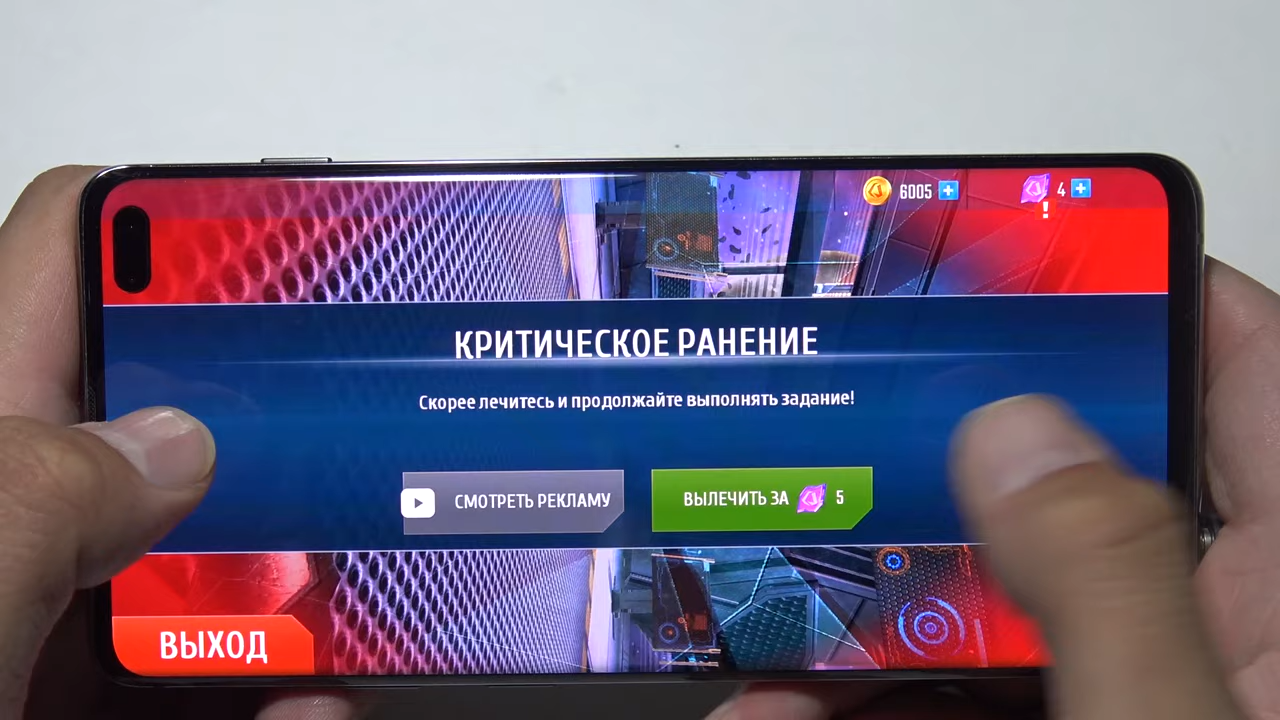 6005
4
!
КРИТИЧЕСКОЕ РАНЕНИЕ
Скорее лечитесь и продолжайте выполнять задание!
СМОТРЕТЬ РЕКЛАМУ
ВЫЛЕЧИТЬ ЗА 5
ВЫХОД